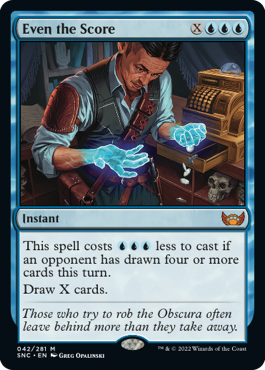 Even the Score
X
Instant
This spell costs less to cast if
an opponent has drawn four or more
cards this turn.
Draw X cards.
Those who try to rob the Obscura often
leave behind more than they take away.
042/281 M
SNC • EN GREG OPALINSKI
™ & © 2022 Wizards of the Coast